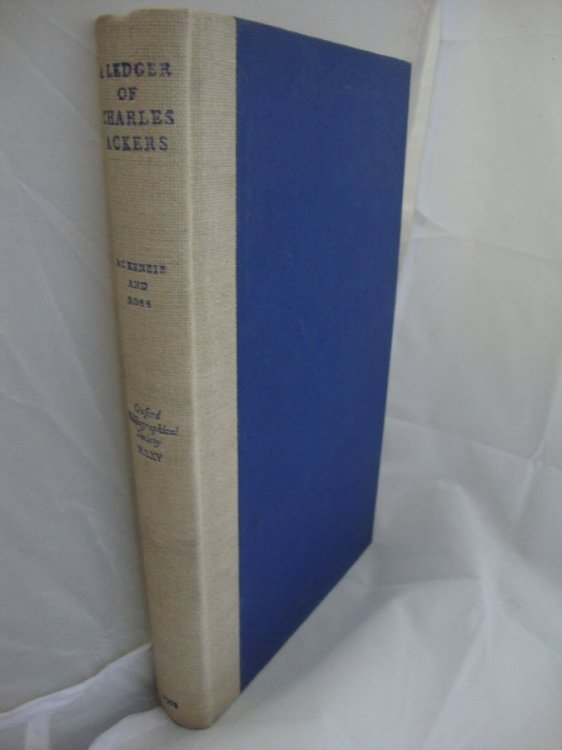 A LEDGER
OF
CHARLES
ACKERS
MCKENZIE
AND
ROSS
Oxford
Bibliographical
Society